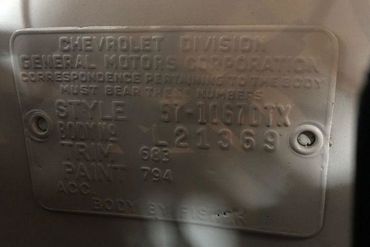 CHEVROLET DIVISION
GENERAL MOTORS CORPORATION
CORRESPONDENCE PERTAINING TO THE BODY
MUST BEAR THESE NUMBERS
STYLE 57-1067DTX
BODY NO L21369
TRIM 683
PAINT 794
ACC
BODY BY FISHER